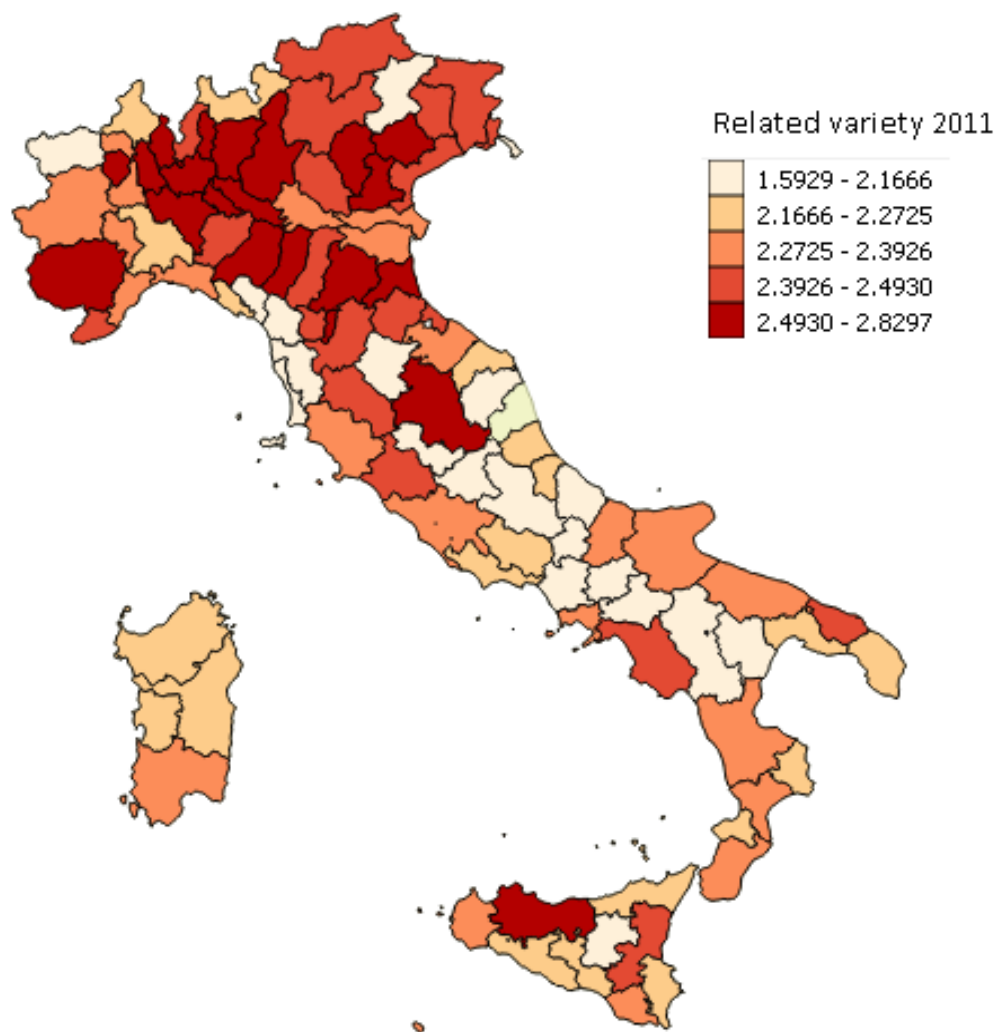 Related variety 2011
1.5929 - 2.1666
2.1666 - 2.2725
2.2725 - 2.3926
2.3926 - 2.4930
2.4930 - 2.8297